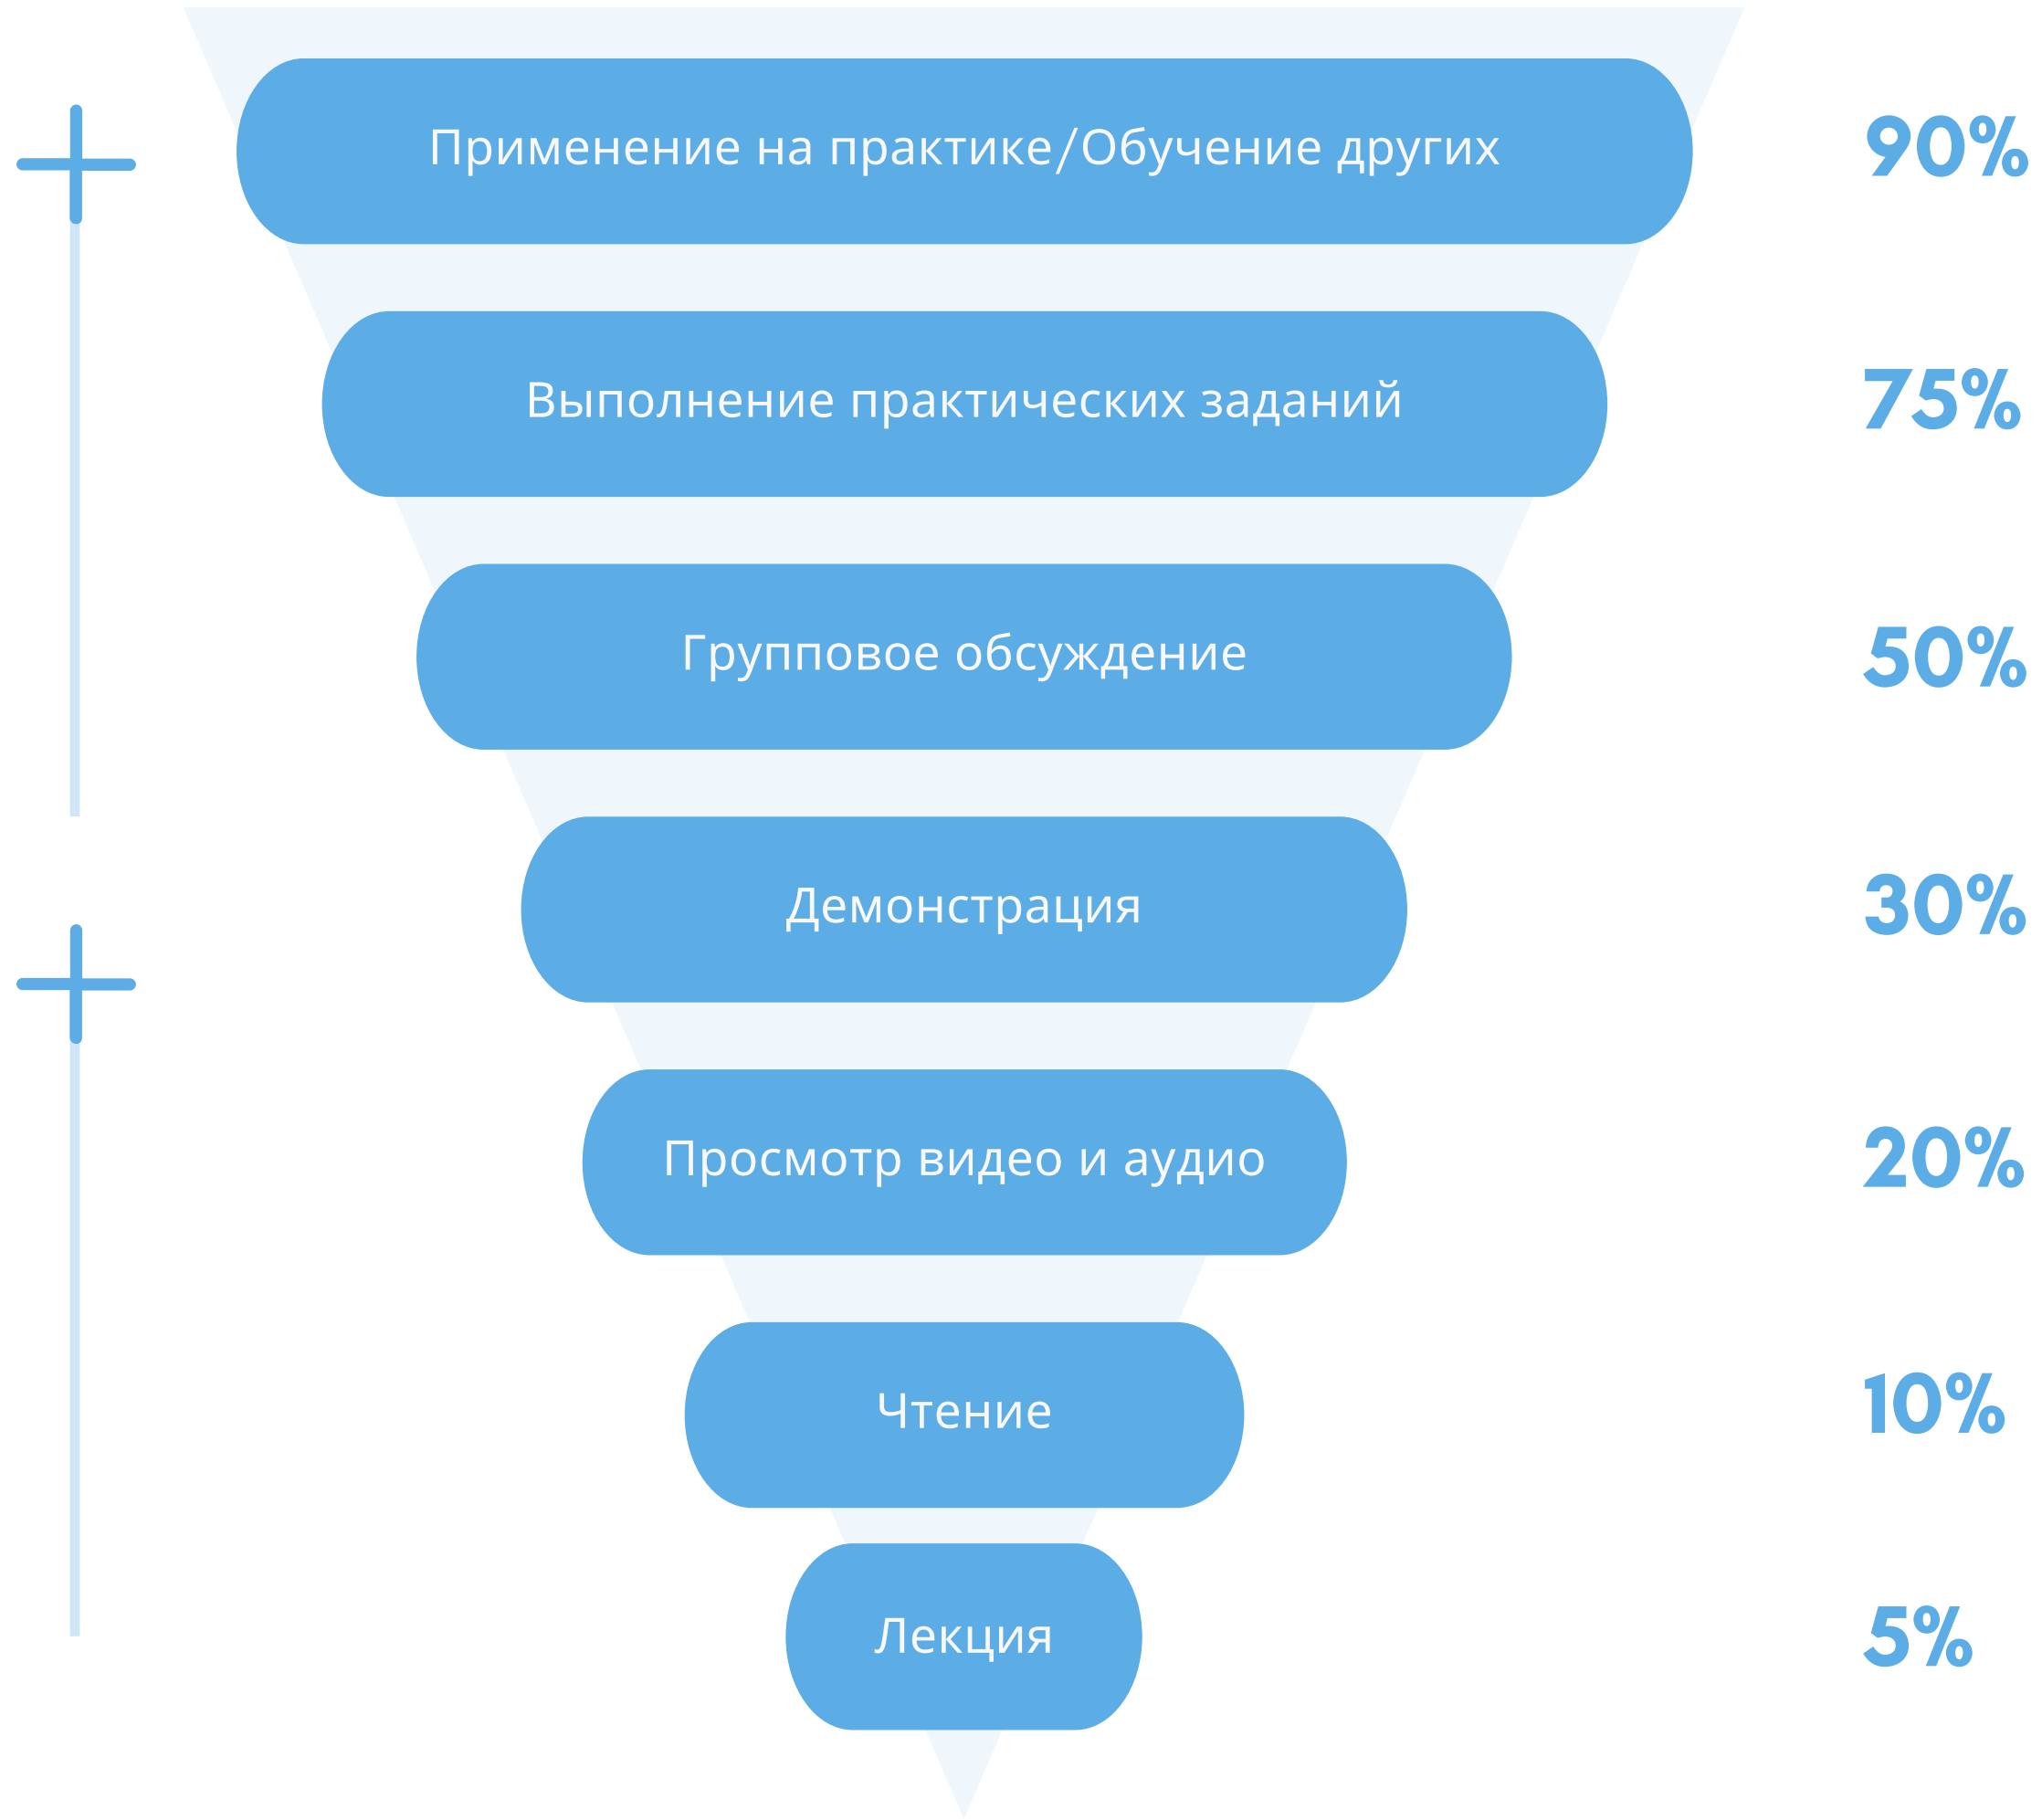 Применение на практике/Обучение других
90%
Выполнение практических заданий
75%
Групповое обсуждение
50%
Демонстрация
30%
Просмотр видео и аудио
20%
Чтение
10%
Лекция
5%